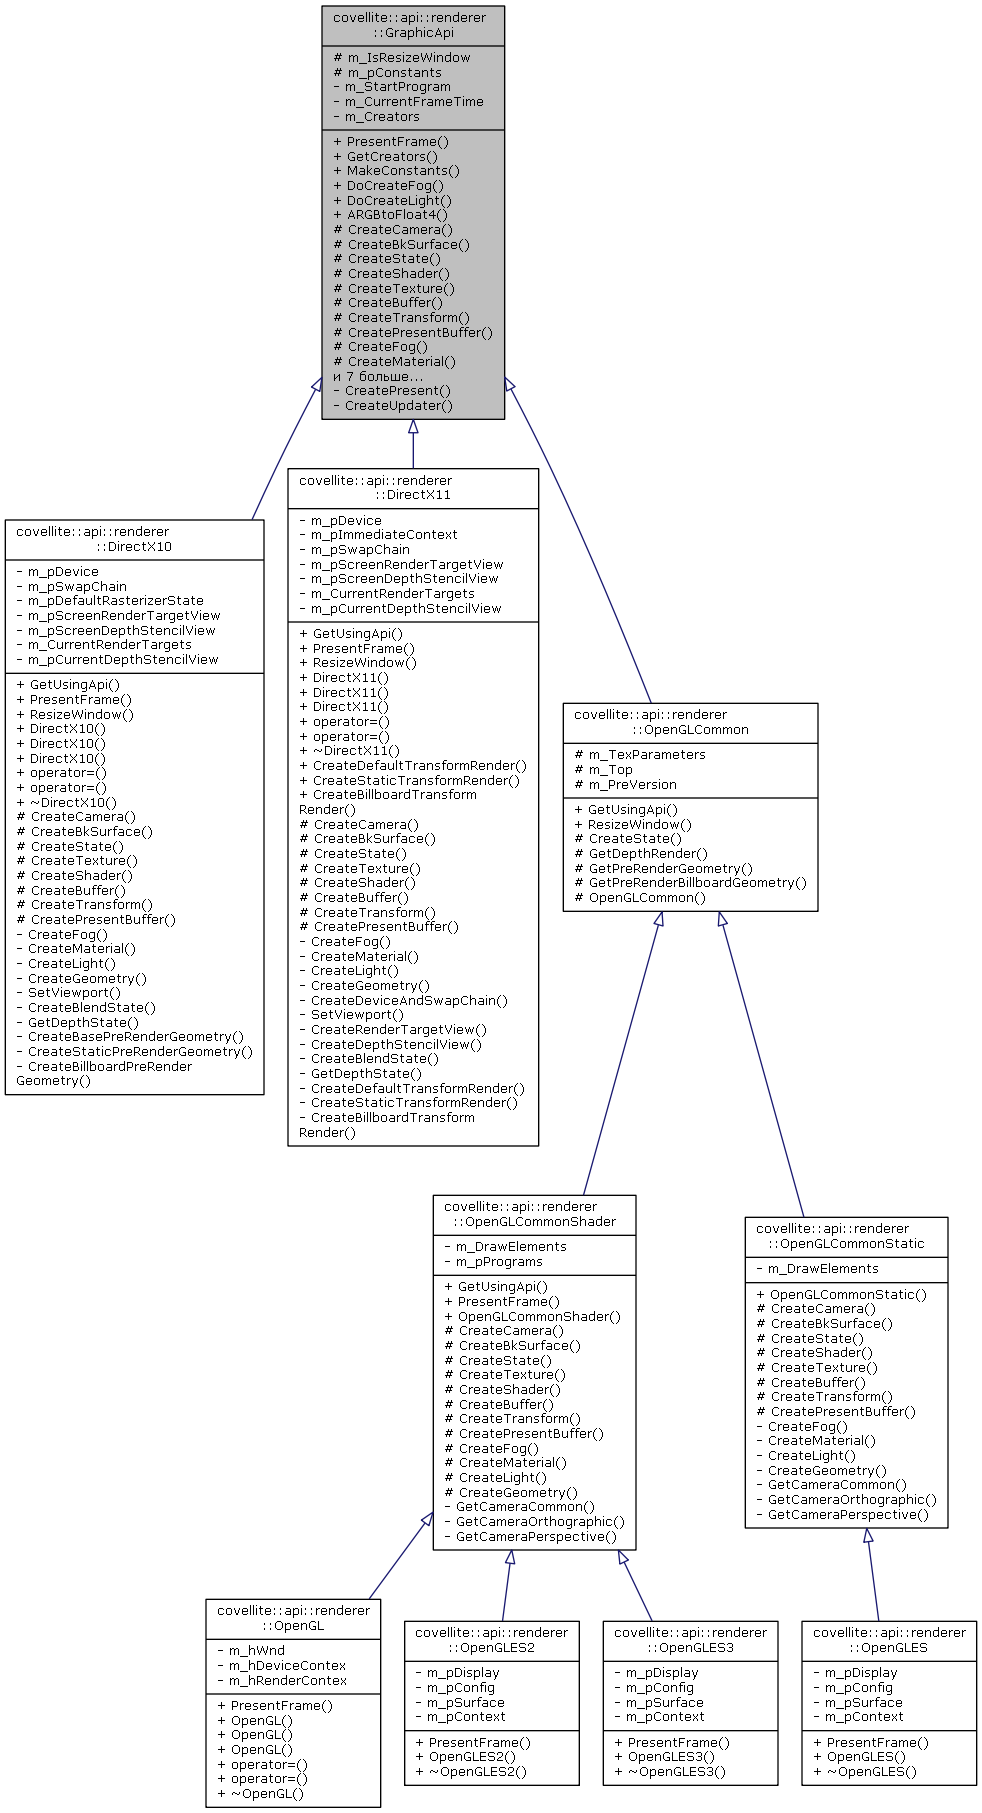 covellite::api::renderer
::GraphicApi
# m_IsResizeWindow
# m_pConstants
- m_StartProgram
- m_CurrentFrameTime
- m_Creators
+ PresentFrame()
+ GetCreators()
+ MakeConstants()
+ DoCreateFog()
+ DoCreateLight()
+ ARGBtoFloat4()
# CreateCamera()
# CreateBkSurface()
# CreateState()
# CreateShader()
# CreateTexture()
# CreateBuffer()
# CreateTransform()
# CreatePresentBuffer()
# CreateFog()
# CreateMaterial()
и 7 больше...
- CreatePresent()
- CreateUpdater()
covellite::api::renderer
::DirectX10
- m_pDevice
- m_pSwapChain
- m_pDefaultRasterizerState
- m_pScreenRenderTargetView
- m_pScreenDepthStencilView
- m_CurrentRenderTargets
- m_pCurrentDepthStencilView
+ GetUsingApi()
+ PresentFrame()
+ ResizeWindow()
+ DirectX10()
+ DirectX10()
+ DirectX10()
+ operator=()
+ operator=()
+ ~DirectX10()
# CreateCamera()
# CreateBkSurface()
# CreateState()
# CreateTexture()
# CreateShader()
# CreateBuffer()
# CreateTransform()
# CreatePresentBuffer()
- CreateFog()
- CreateMaterial()
- CreateLight()
- CreateGeometry()
- SetViewport()
- CreateBlendState()
- GetDepthState()
- CreateBasePreRenderGeometry()
- CreateStaticPreRenderGeometry()
- CreateBillboardPreRender
Geometry()
covellite::api::renderer
::DirectX11
- m_pDevice
- m_pImmediateContext
- m_pSwapChain
- m_pScreenRenderTargetView
- m_pScreenDepthStencilView
- m_CurrentRenderTargets
- m_pCurrentDepthStencilView
+ GetUsingApi()
+ PresentFrame()
+ ResizeWindow()
+ DirectX11()
+ DirectX11()
+ DirectX11()
+ operator=()
+ operator=()
+ ~DirectX11()
+ CreateDefaultTransformRender()
+ CreateStaticTransformRender()
+ CreateBillboardTransform
Render()
# CreateCamera()
# CreateBkSurface()
# CreateState()
# CreateTexture()
# CreateShader()
# CreateBuffer()
# CreateTransform()
# CreatePresentBuffer()
- CreateFog()
- CreateMaterial()
- CreateLight()
- CreateGeometry()
- CreateDeviceAndSwapChain()
- SetViewport()
- CreateRenderTargetView()
- CreateDepthStencilView()
- CreateBlendState()
- GetDepthState()
- CreateDefaultTransformRender()
- CreateStaticTransformRender()
- CreateBillboardTransform
Render()
covellite::api::renderer
::OpenGLCommon
# m_TexParameters
# m_Top
# m_PreVersion
+ GetUsingApi()
+ ResizeWindow()
# CreateState()
# GetDepthRender()
# GetPreRenderGeometry()
# GetPreRenderBillboardGeometry()
# OpenGLCommon()
covellite::api::renderer
::OpenGLCommonShader
- m_DrawElements
- m_pPrograms
+ GetUsingApi()
+ PresentFrame()
+ OpenGLCommonShader()
# CreateCamera()
# CreateBkSurface()
# CreateState()
# CreateTexture()
# CreateShader()
# CreateBuffer()
# CreateTransform()
# CreatePresentBuffer()
# CreateFog()
# CreateMaterial()
# CreateLight()
# CreateGeometry()
- GetCameraCommon()
- GetCameraOrthographic()
- GetCameraPerspective()
covellite::api::renderer
::OpenGLCommonStatic
- m_DrawElements
+ OpenGLCommonStatic()
# CreateCamera()
# CreateBkSurface()
# CreateState()
# CreateShader()
# CreateTexture()
# CreateBuffer()
# CreateTransform()
# CreatePresentBuffer()
- CreateFog()
- CreateMaterial()
- CreateLight()
- CreateGeometry()
- GetCameraCommon()
- GetCameraOrthographic()
- GetCameraPerspective()
covellite::api::renderer
::OpenGL
- m_hWnd
- m_hDeviceContex
- m_hRenderContex
+ PresentFrame()
+ OpenGL()
+ OpenGL()
+ OpenGL()
+ operator=()
+ operator=()
+ ~OpenGL()
covellite::api::renderer
::OpenGLES2
- m_pDisplay
- m_pConfig
- m_pSurface
- m_pContext
+ PresentFrame()
+ OpenGLES2()
+ ~OpenGLES2()
covellite::api::renderer
::OpenGLES3
- m_pDisplay
- m_pConfig
- m_pSurface
- m_pContext
+ PresentFrame()
+ OpenGLES3()
+ ~OpenGLES3()
covellite::api::renderer
::OpenGLES
- m_pDisplay
- m_pConfig
- m_pSurface
- m_pContext
+ PresentFrame()
+ OpenGLES()
+ ~OpenGLES()